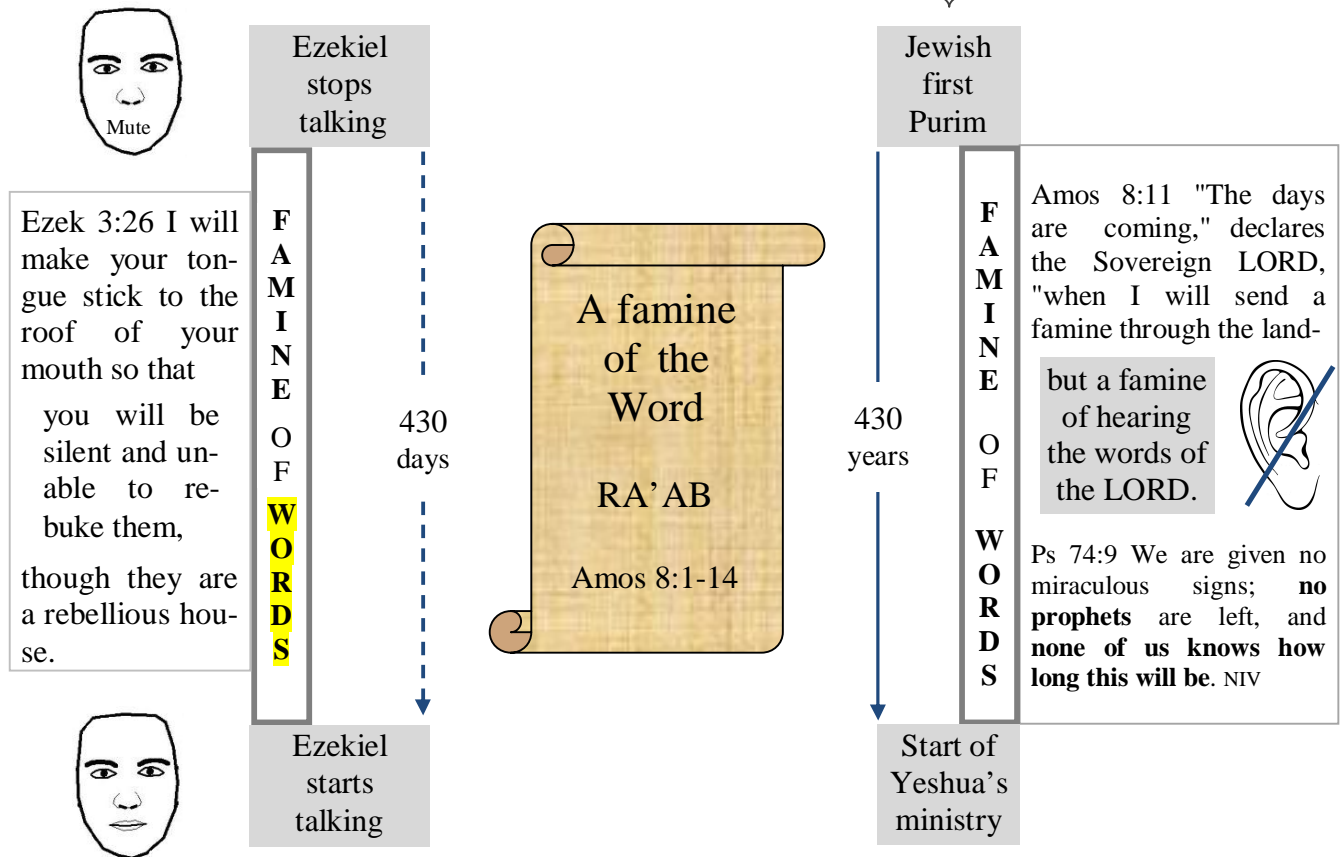 Mute
Ezekiel
stops
talking
Ezek 3:26 I will
make your ton-
gue stick to the
roof of your
mouth so that
you will be
silent and un-
able to re-
buke them,
though they are
a rebellious hou-
se.
F
A
M
I
N
E
O
F
W
O
R
D
S
430
days
Ezekiel
starts
talking
A famine
of the
Word
RA’AB
Amos 8:1-14
Jewish
first
Purim
430
years
F
A
M
I
N
E
O
F
W
O
R
D
S
Start of
Yeshua’s
ministry
Amos 8:11 "The days
are coming," declares
the Sovereign LORD,
"when I will send a
famine through the land-
but a famine
of hearing
the words of
the LORD.
Ps 74:9 We are given no
miraculous signs; no
prophets are left, and
none of us knows how
long this will be. NIV